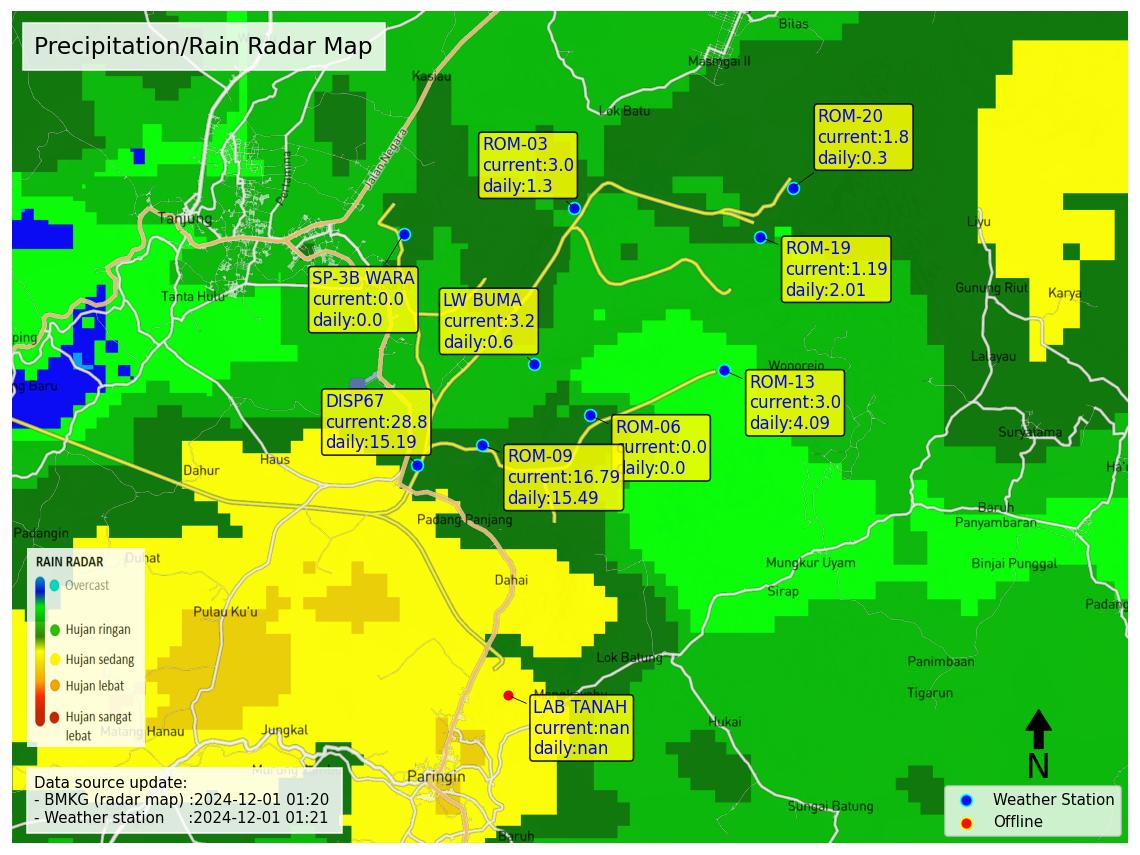 Precipitation/Rain Radar Map
Bilas
Masingai II
Kasiau
Lok Batu
Jalan Negara
Pertamina
Tanjung
Tanta Hulu
ROM-20
current:1.8
daily:0.3
ROM-03
current:3.0
daily:1.3
Liyu
ROM-19
current:1.19
daily:2.01
SP-3B WARA
current:0.0
daily:0.0
LW BUMA
current:3.2
daily:0.6
Gunung Riut
Karya
ping
Lalayau
Wonorejo
ng Baru
ROM-13
current:3.0
daily:4.09
DISP67
current:28.8
daily:15.19
ROM-06
current:0.0
daily:0.0
Suryatama
ROM-09
current:16.79
daily:15.49
Haus
Dahur
Ha'u
Baruh
Panyambaran
Padang Panjang
Padangin
Duhat
Mungkur Uyam
Binjai Punggal
Dahai
Sirap
Padang
Pulau Ku'u
RAIN RADAR
Overcast
Hujan ringan
Hujan sedang
Hujan lebat
Hujan sangat
lebat
Lok Batung
Panimbaan
Tigarun
LAB TANAH
current:nan
daily:nan
Hukai
Matang Hanau
Jungkal
Paringin
Sungai Batung
Baruh
N
Data source update:
- BMKG (radar map) :2024-12-01 01:20
- Weather station :2024-12-01 01:21
Weather Station
Offline